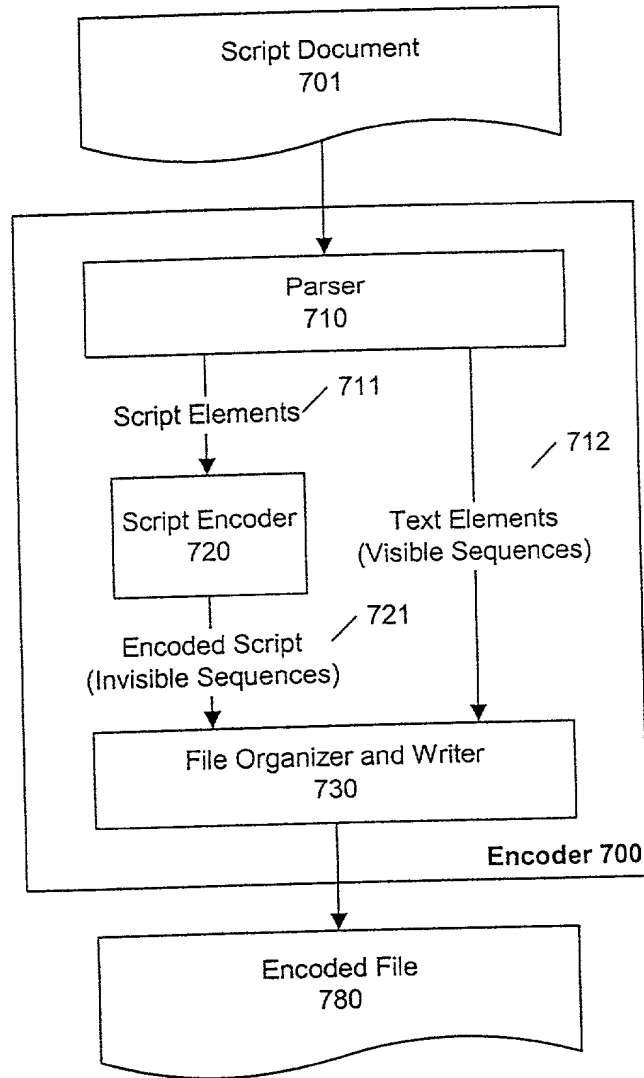 Script Document
701
Parser
710
711
Script Elements
712
Script Encoder
720
Text Elements
(Visible Sequences)
721
Encoded Script
(Invisible Sequences)
File Organizer and Writer
730
Encoder 700
Encoded File
780